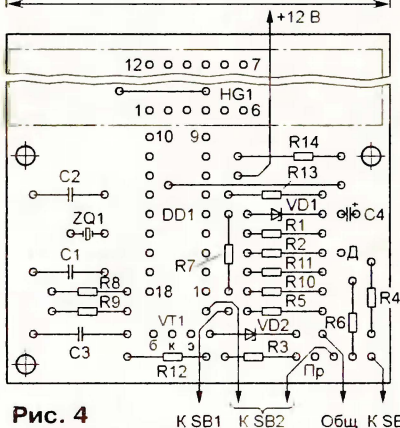 +12 В
12 7
HG1
1 6
10 9
R14
C2
R13
VD1
C4
ZQ1
DD1
R1
R2
Д
C1
R7
R11
R8
R10
R4
18 1
R9
R5
VT1
VD2
R6
б к э
C3
R3
Пр
R12
Рис. 4
К SB1 К SB2 Общ К SB